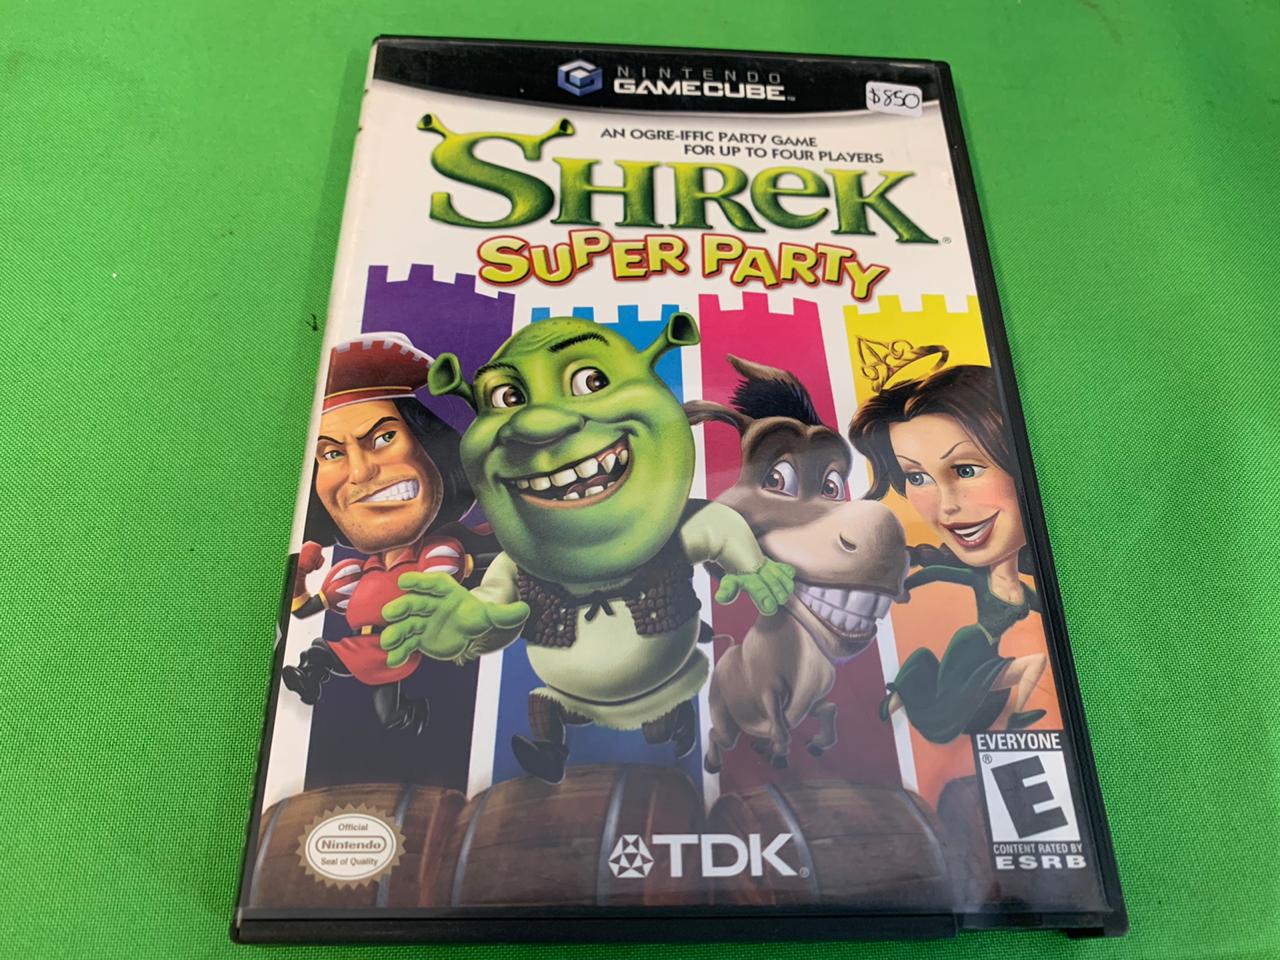 NINTENDO
GAMECUBE™
$850
AN OGRE-IFFIC PARTY GAME
FOR UP TO FOUR PLAYERS
SHREK®
SUPER PARTY
EVERYONE
®
E
CONTENT RATED BY
ESRB
Official
Nintendo
Seal of Quality
TDK®